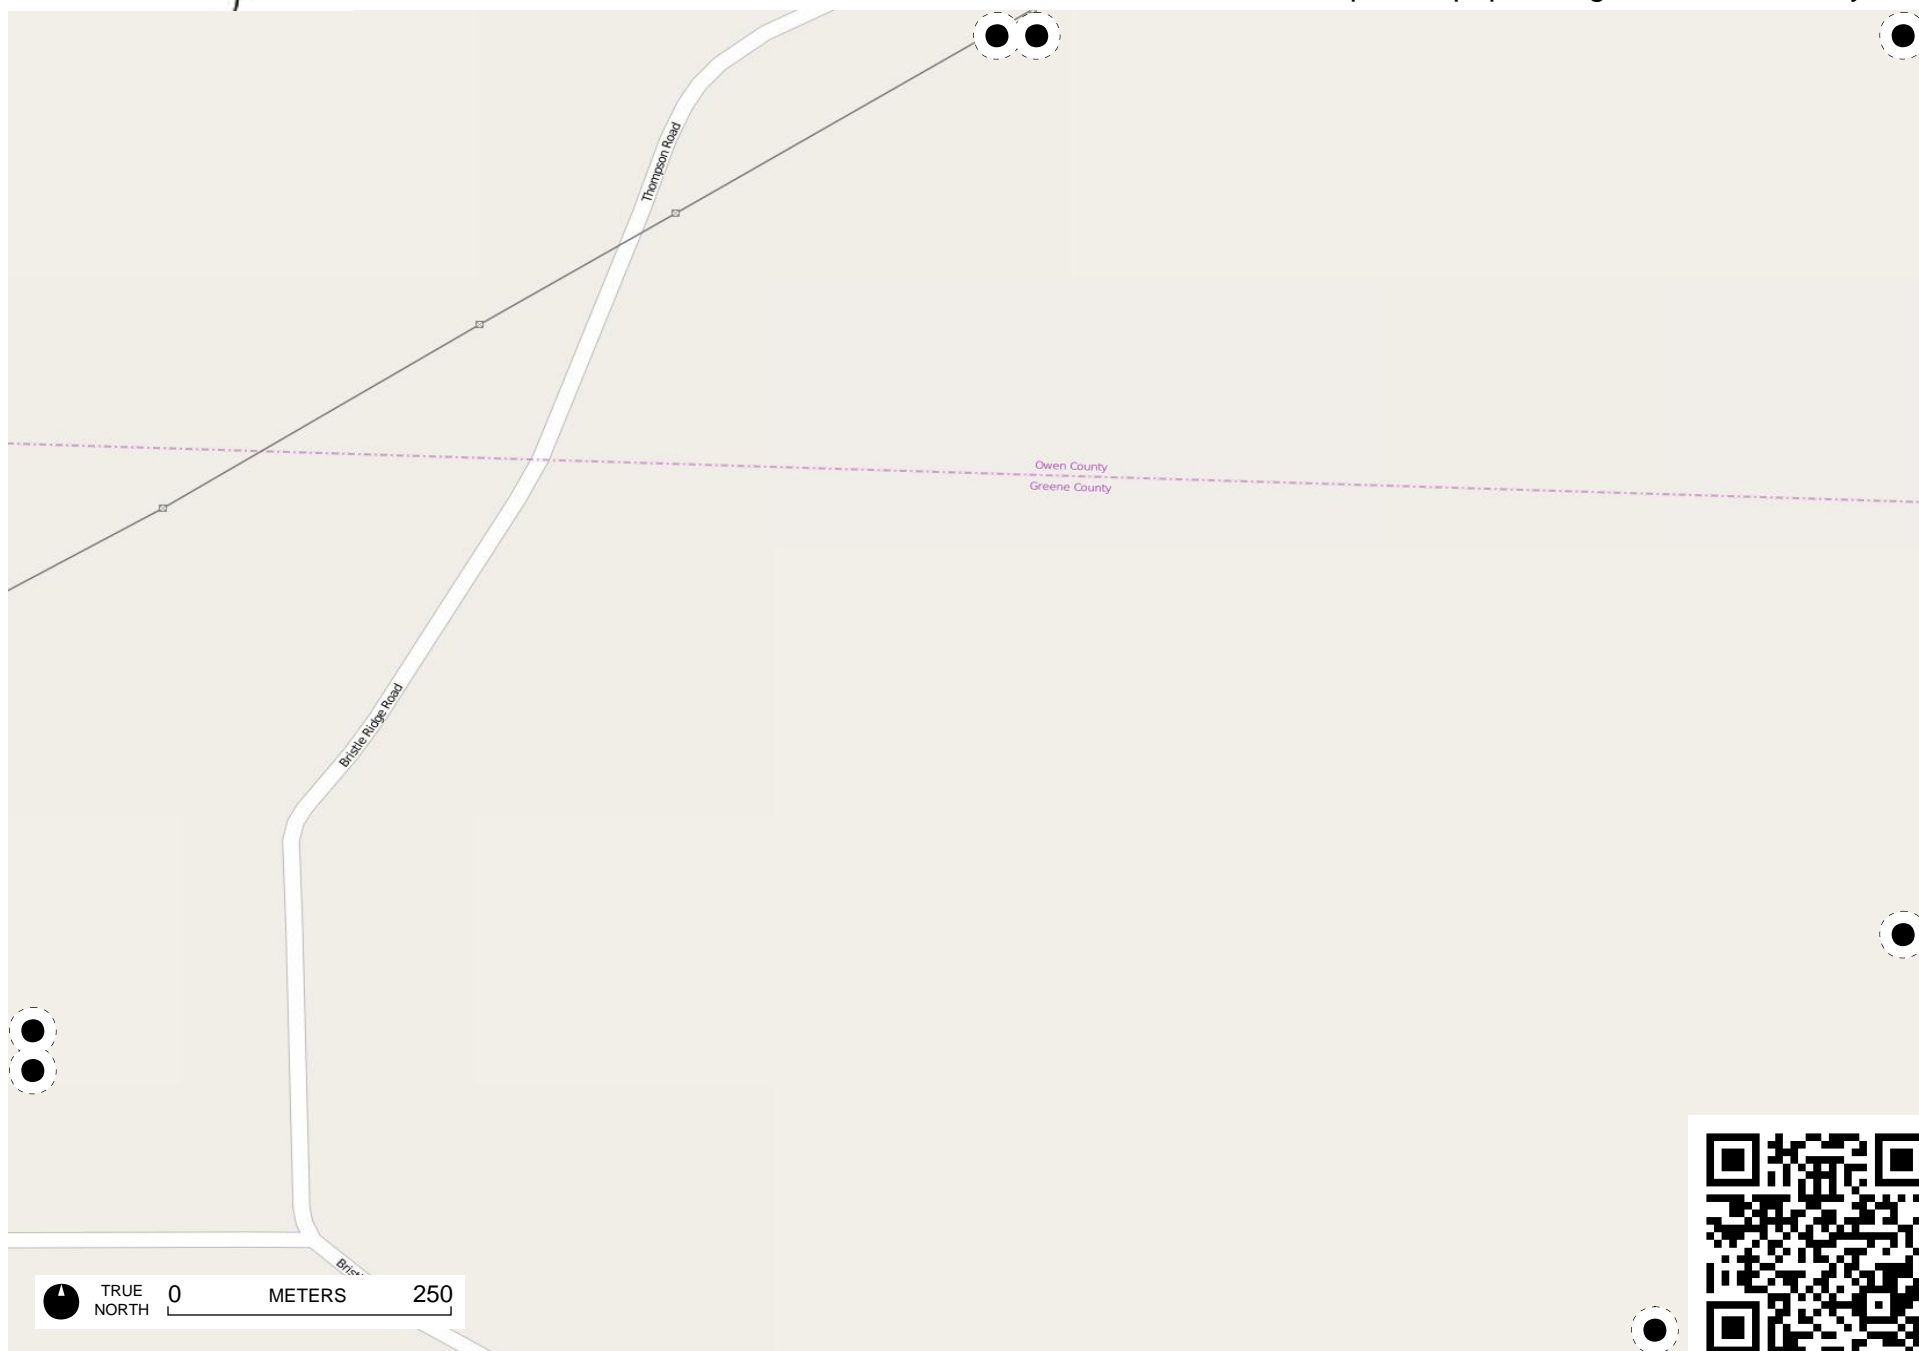 Thompson Road
Owen County
Greene County
Bristle Ridge Road
TRUE
NORTH
0 METERS 250